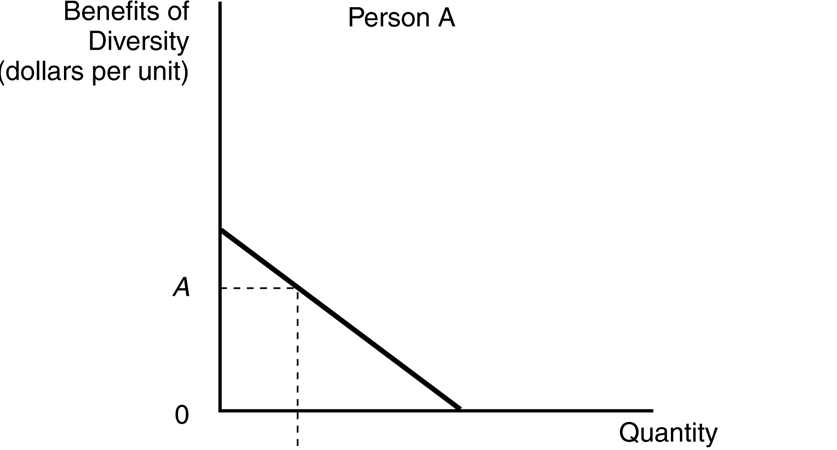 Benefits of
Diversity
(dollars per unit)
Person A
A
0
Quantity